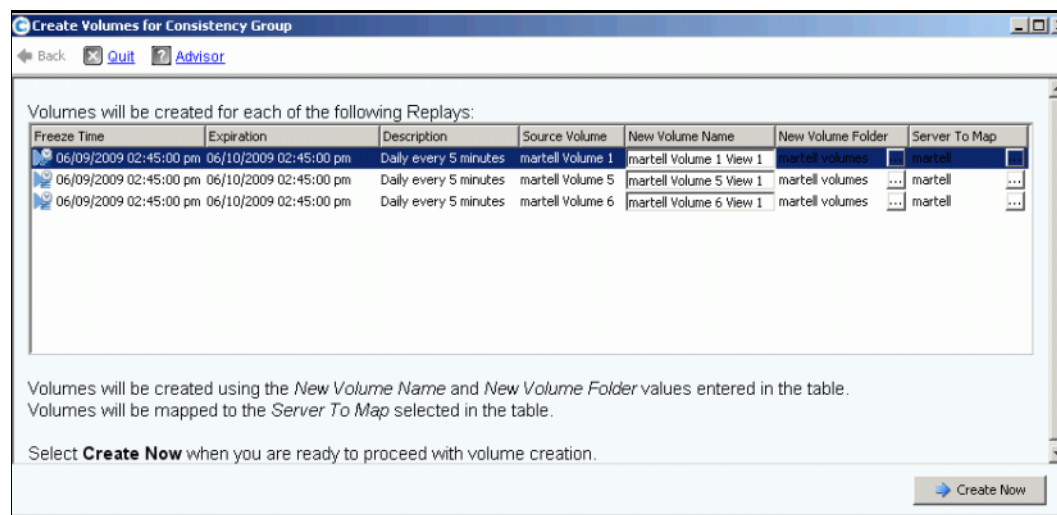 Create Volumes for Consistency Group
Back Quit ? Advisor
Volumes will be created for each of the following Replays:
Freeze Time Expiration Description Source Volume New Volume Name New Volume Folder Server To Map
06/09/2009 02:45:00 pm 06/10/2009 02:45:00 pm Daily every 5 minutes martell Volume 1 martell Volume 1 View 1 martell volumes ... martell ...
06/09/2009 02:45:00 pm 06/10/2009 02:45:00 pm Daily every 5 minutes martell Volume 5 martell Volume 5 View 1 martell volumes ... martell ...
06/09/2009 02:45:00 pm 06/10/2009 02:45:00 pm Daily every 5 minutes martell Volume 6 martell Volume 6 View 1 martell volumes ... martell ...
Volumes will be created using the New Volume Name and New Volume Folder values entered in the table.
Volumes will be mapped to the Server To Map selected in the table.
Select Create Now when you are ready to proceed with volume creation.
Create Now